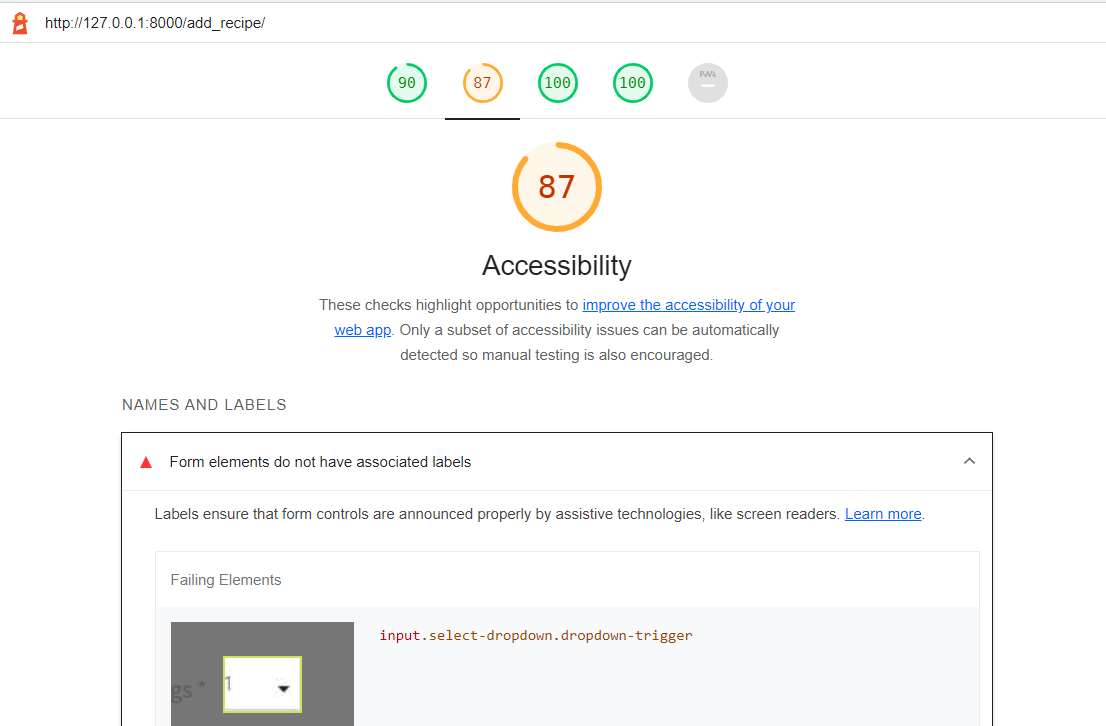 http://127.0.0.1:8000/add_recipe/
90 87 100 100 PWA
87
Accessibility
These checks highlight opportunities to improve the accessibility of your
web app. Only a subset of accessibility issues can be automatically
detected so manual testing is also encouraged.
NAMES AND LABELS
Form elements do not have associated labels
Labels ensure that form controls are announced properly by assistive technologies, like screen readers. Learn more.
Failing Elements
input.select-dropdown.dropdown-trigger
gs * 1